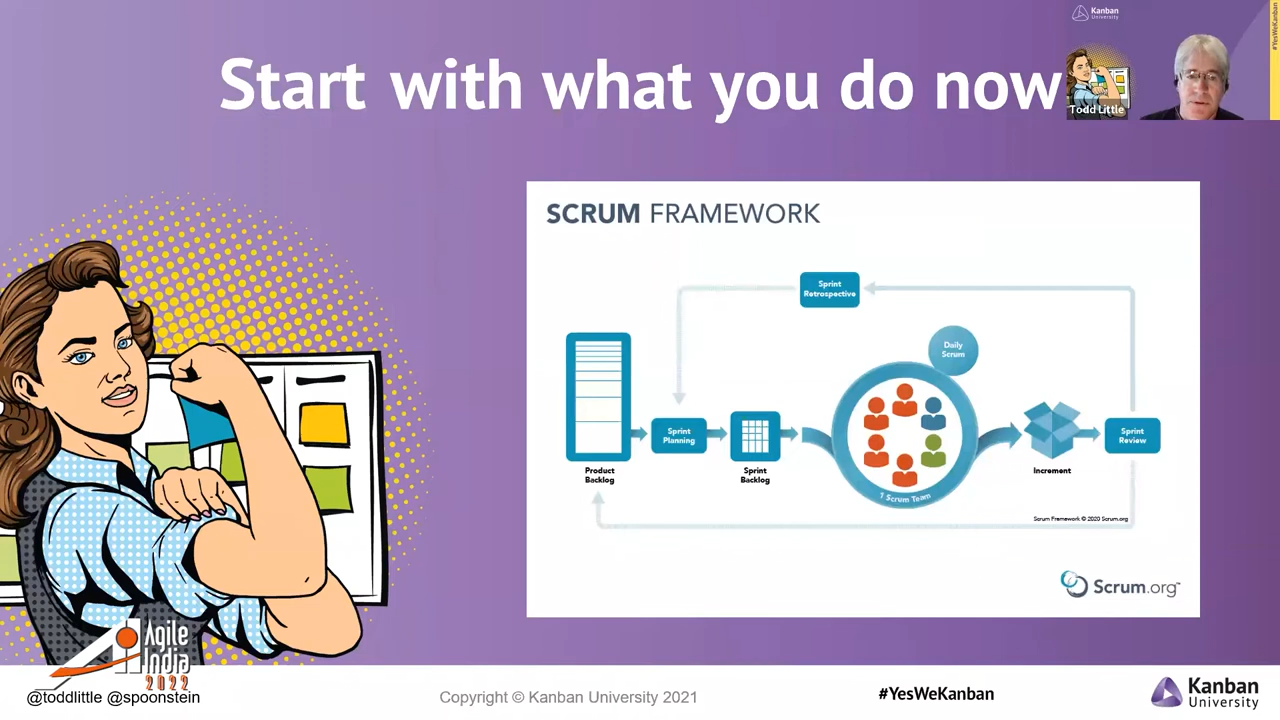 Kanban
University
#YesWeKanban
Start with what you do now
Todd Little
SCRUM FRAMEWORK
Sprint
Retrospective
Daily
Scrum
Sprint
Planning
Sprint
Review
Product
Backlog
Sprint
Backlog
Increment
1 Scrum Team
Scrum Framework © 2020 Scrum.org
Scrum.org™
Agile
India
2022
@toddlittle @spoonstein
Copyright © Kanban University 2021
#YesWeKanban
Kanban
University